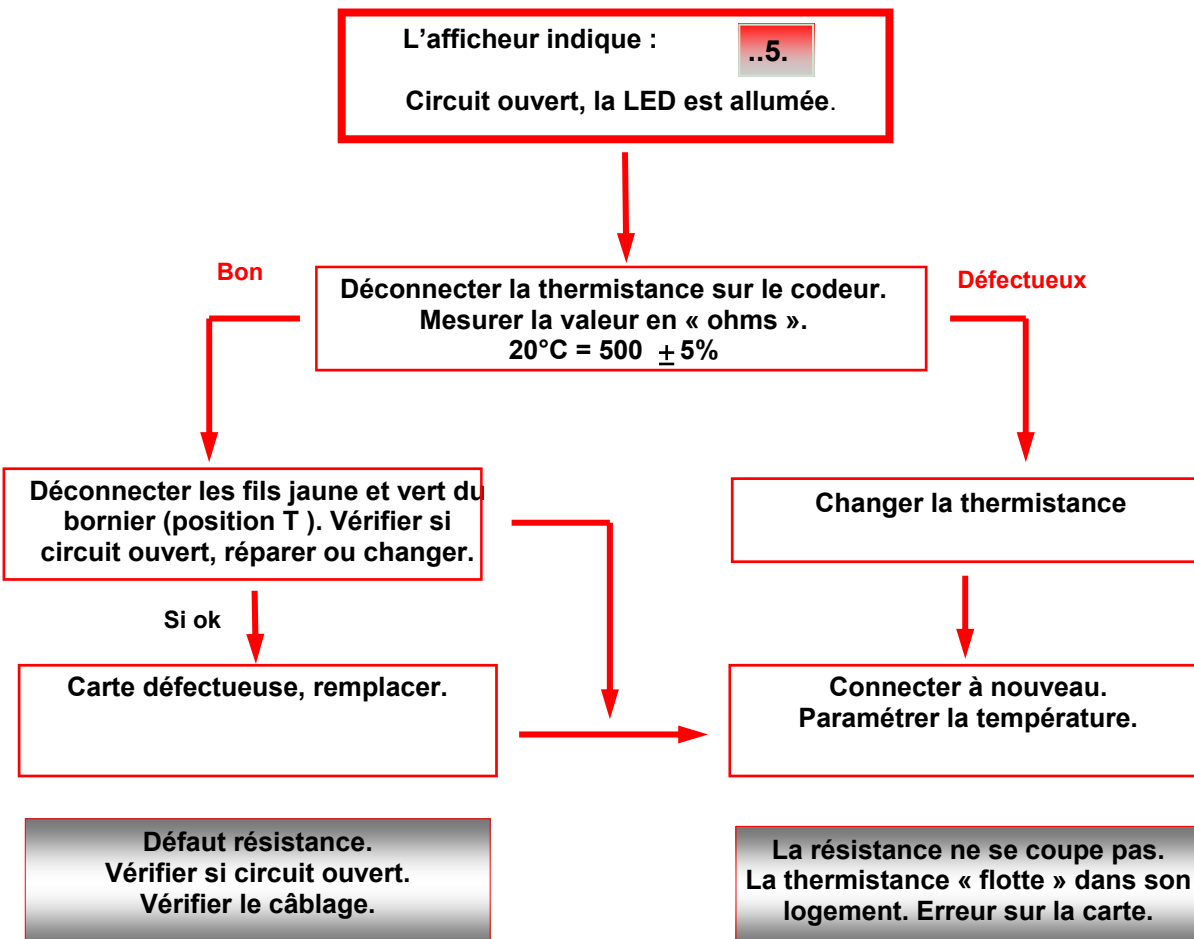 L’afficheur indique :
..5.
Circuit ouvert, la LED est allumée.
Bon
Déconnecter la thermistance sur le codeur.
Mesurer la valeur en « ohms ».
20°C = 500 ±5%
Défectueux
Déconnecter les fils jaune et vert du
bornier (position T ). Vérifier si
circuit ouvert, réparer ou changer.
Changer la thermistance
Si ok
Carte défectueuse, remplacer.
Connecter à nouveau.
Paramétrer la température.
Défaut résistance.
Vérifier si circuit ouvert.
Vérifier le câblage.
La résistance ne se coupe pas.
La thermistance « flotte » dans son
logement. Erreur sur la carte.